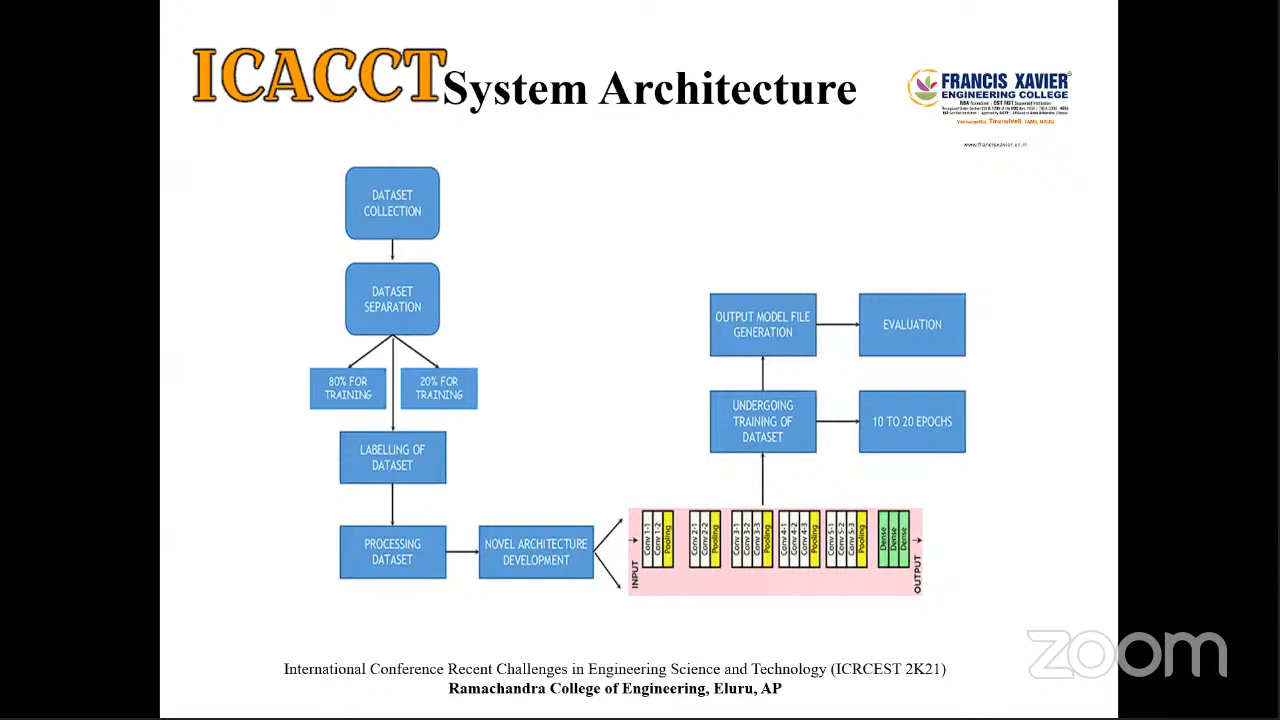 ICACCT
System Architecture
FRANCIS XAVIER
ENGINEERING COLLEGE
Tirunelveli
DATASET
COLLECTION
DATASET
SEPARATION
80% FOR
TRAINING
20% FOR
TRAINING
LABELLING OF
DATASET
PROCESSING
DATASET
NOVEL ARCHITECTURE
DEVELOPMENT
OUTPUT MODEL FILE
GENERATION
EVALUATION
UNDERGOING
TRAINING OF
DATASET
10 TO 20 EPOCHS
INPUT
Conv 1-1
Conv 1-2
Pooling
Conv 2-1
Conv 2-2
Pooling
Conv 3-1
Conv 3-2
Conv 3-3
Pooling
Conv 4-1
Conv 4-2
Conv 4-3
Pooling
Conv 5-1
Conv 5-2
Conv 5-3
Pooling
Dense
Dense
Dense
OUTPUT
International Conference Recent Challenges in Engineering Science and Technology (ICRCEST 2K21)
Ramachandra College of Engineering, Eluru, AP
zoom